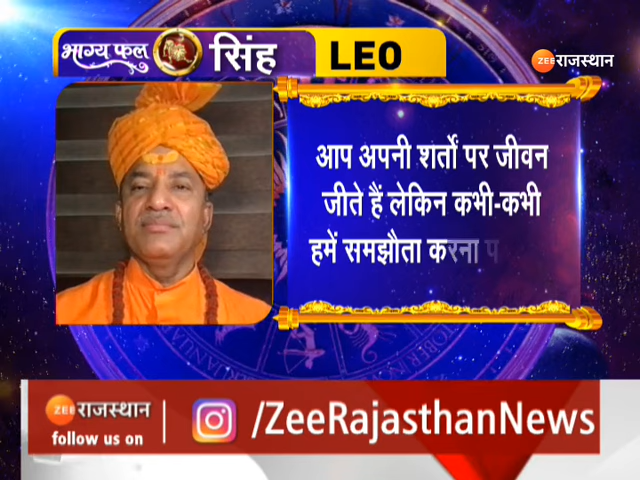 भाग्य फल
सिंह
LEO
ZEE राजस्थान
आप अपनी शर्तों पर जीवन
जीते हैं लेकिन कभी-कभी
हमें समझौता करना प
ZEE राजस्थान
follow us on
/ZeeRajasthanNews